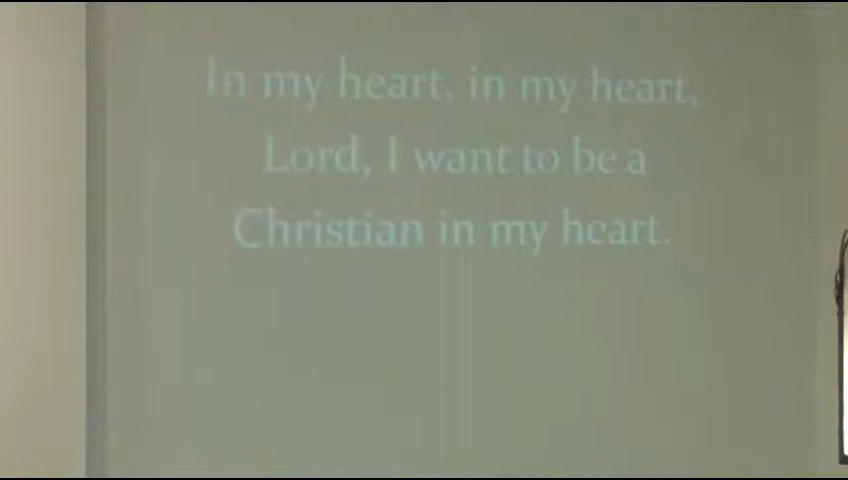 In my heart, in my heart,
Lord, I want to be a
Christian in my heart.